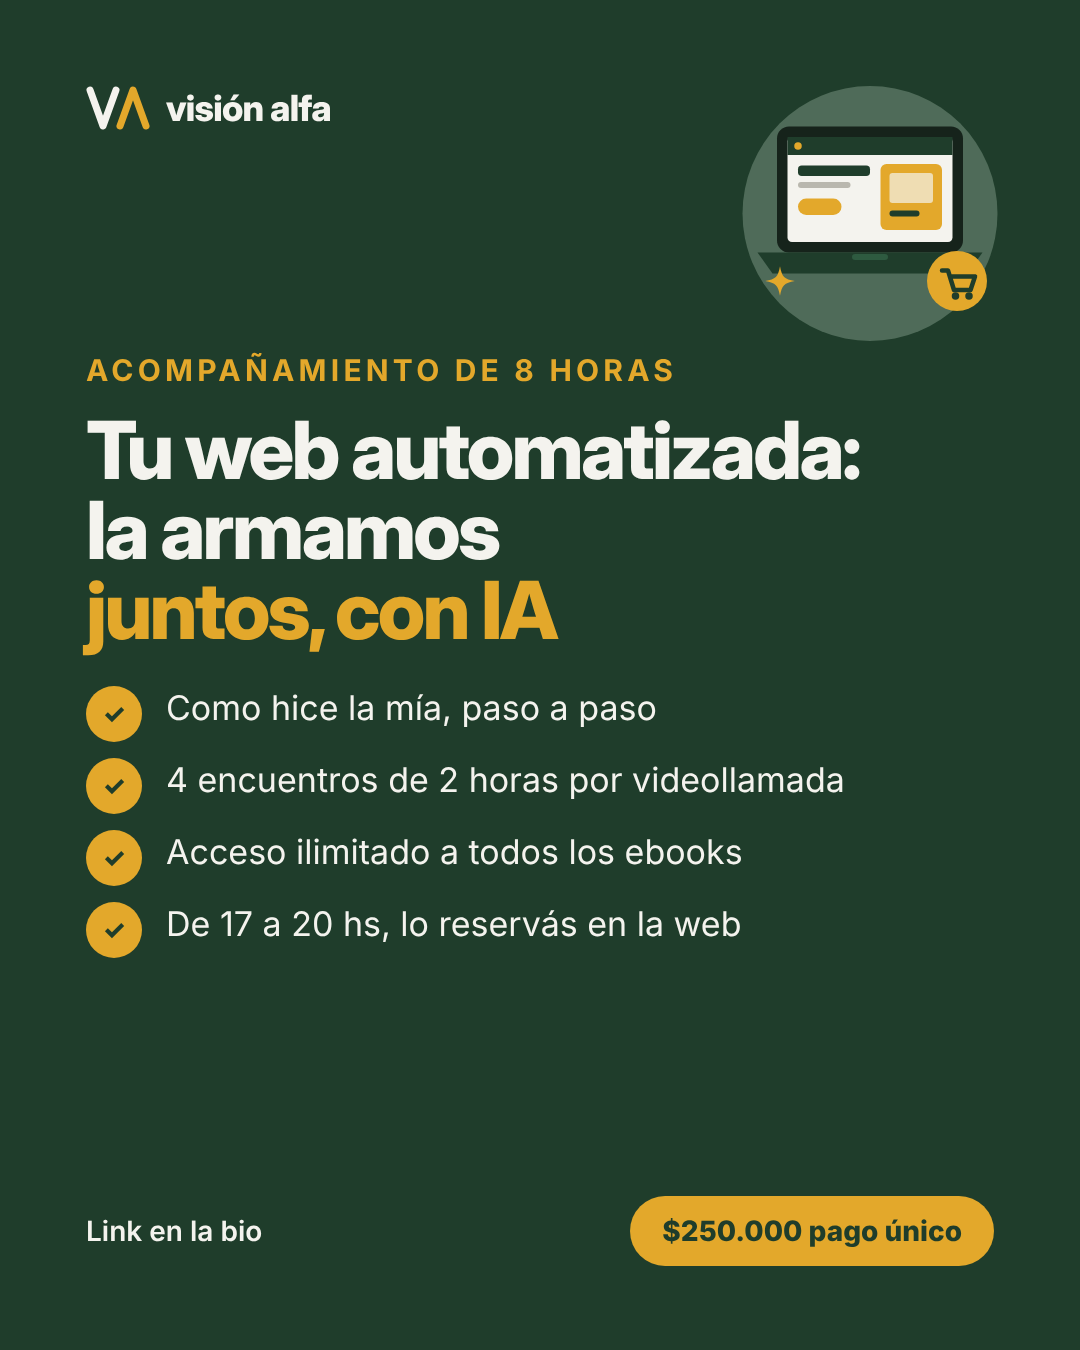 visión alfa
ACOMPAÑAMIENTO DE 8 HORAS
Tu web automatizada:
la armamos
juntos, con IA
Como hice la mía, paso a paso
4 encuentros de 2 horas por videollamada
Acceso ilimitado a todos los ebooks
De 17 a 20 hs, lo reservás en la web
Link en la bio
$250.000 pago único